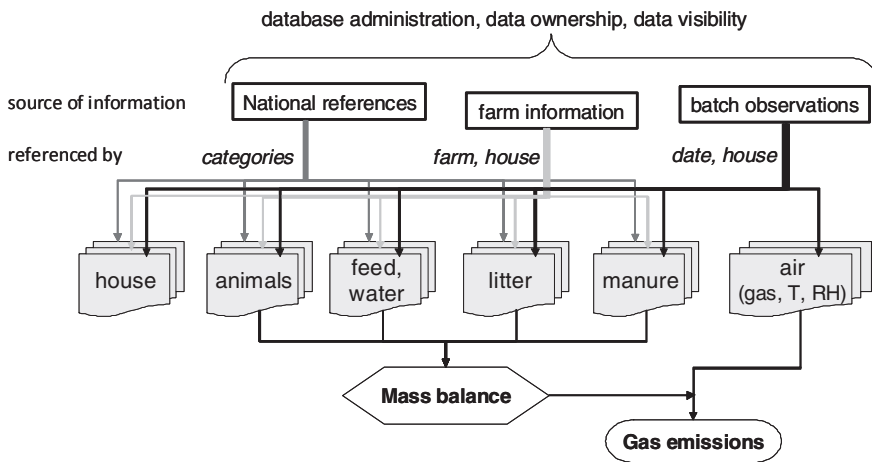 database administration, data ownership, data visibility
source of information
National references
farm information
batch observations
referenced by
categories
farm, house
date, house
house
animals
feed,
water
litter
manure
air
(gas, T, RH)
Mass balance
Gas emissions